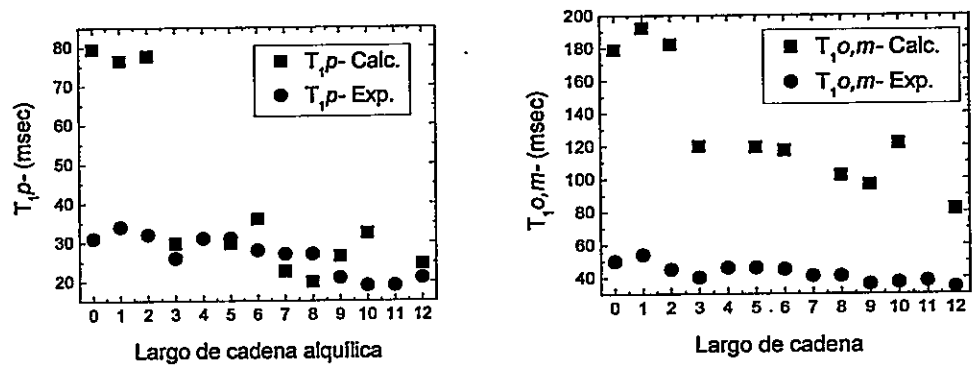 80
70
60
50
40
30
20
T₁p- (msec)
■ T₁p- Calc.
● T₁p- Exp.
0 1 2 3 4 5 6 7 8 9 10 11 12
Largo de cadena alquílica
200
180
160
140
120
100
80
60
40
T₁o,m- (msec)
■ T₁o,m- Calc.
● T₁o,m- Exp.
0 1 2 3 4 5 6 7 8 9 10 11 12
Largo de cadena